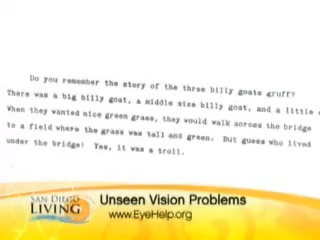 Do you remember the story of the three billy goats gruff?
There was a big billy goat, a middle size billy goat, and a little
When they wanted nice green grass, they would walk across the bridge
to a field where the grass was tall and green. But guess who lived
under the bridge! Yes, it was a troll.
SAN DIEGO
LIVING
Unseen Vision Problems
www.EyeHelp.org